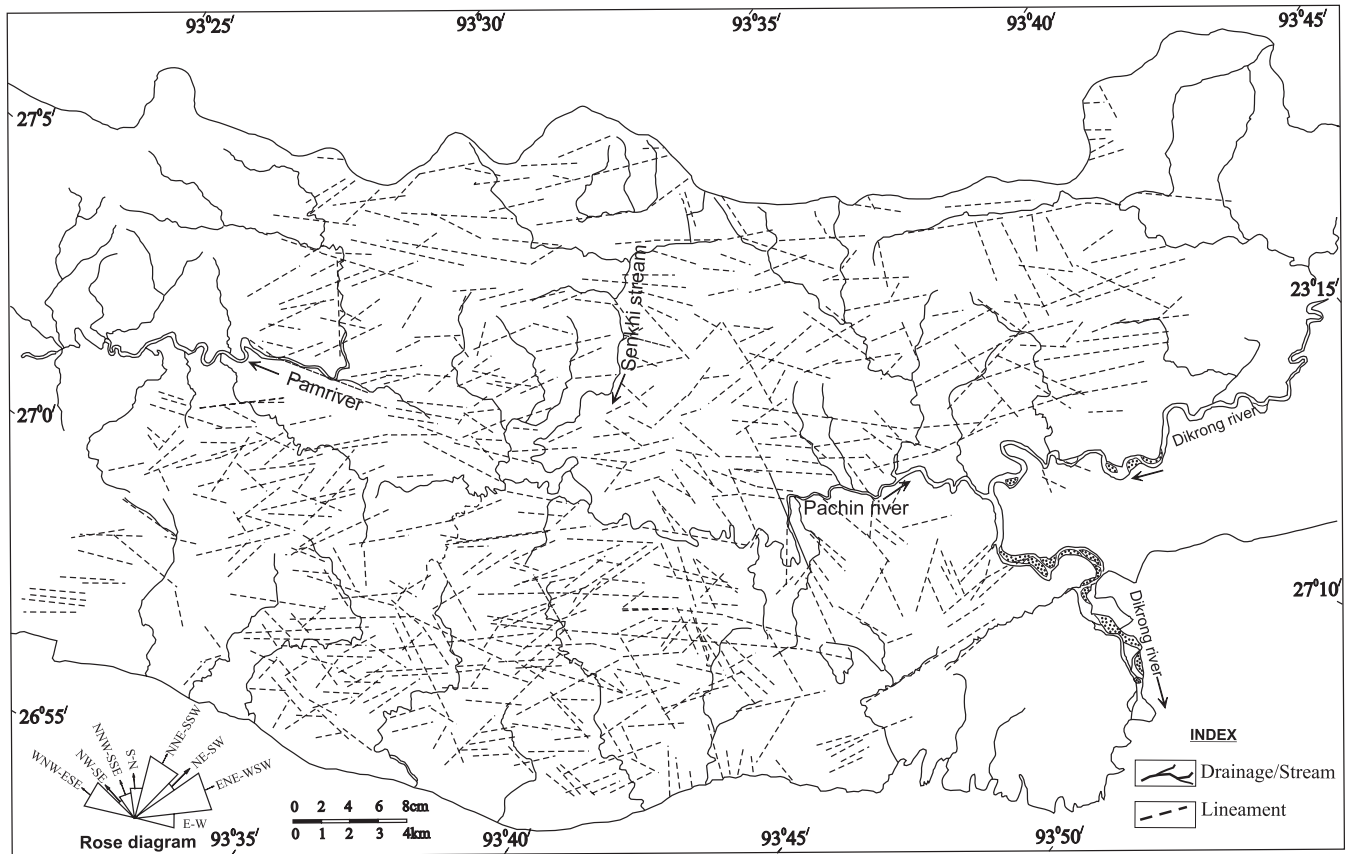 93°25′ 93°30′ 93°35′ 93°40′ 93°45′
27°5′
23°15′
Senkhi stream
Pamriver
27°0′
Dikrong river
Pachin river
27°10′
Dikrong river
26°55′
WNW-ESE
NW-SE
NNW-SSE
S-N
NNE-SSW
NE-SW
ENE-WSW
E-W
Rose diagram
0 2 4 6 8cm
0 1 2 3 4km
INDEX
Drainage/Stream
Lineament
93°35′ 93°40′ 93°45′ 93°50′